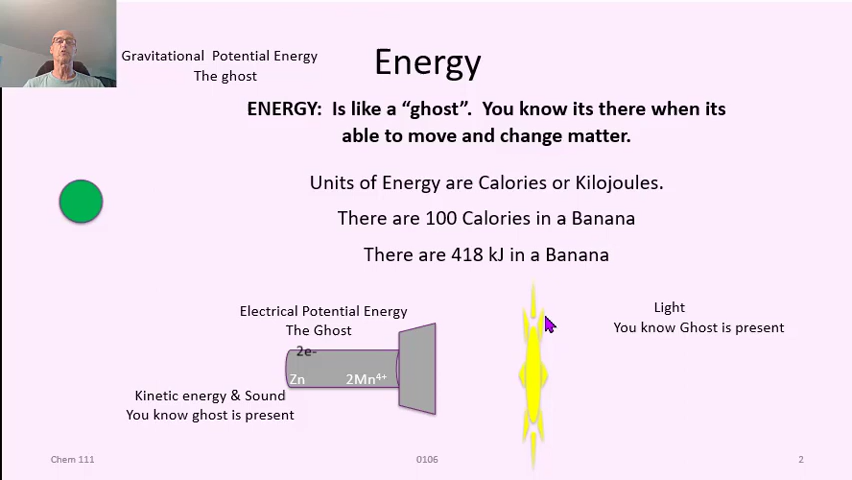 Gravitational Potential Energy
The ghost
Energy
ENERGY: Is like a “ghost”. You know its there when its
able to move and change matter.
Units of Energy are Calories or Kilojoules.
There are 100 Calories in a Banana
There are 418 kJ in a Banana
Electrical Potential Energy
The Ghost
2e-
Zn 2Mn⁴⁺
Light
You know Ghost is present
Kinetic energy & Sound
You know ghost is present
Chem 111 0106 2